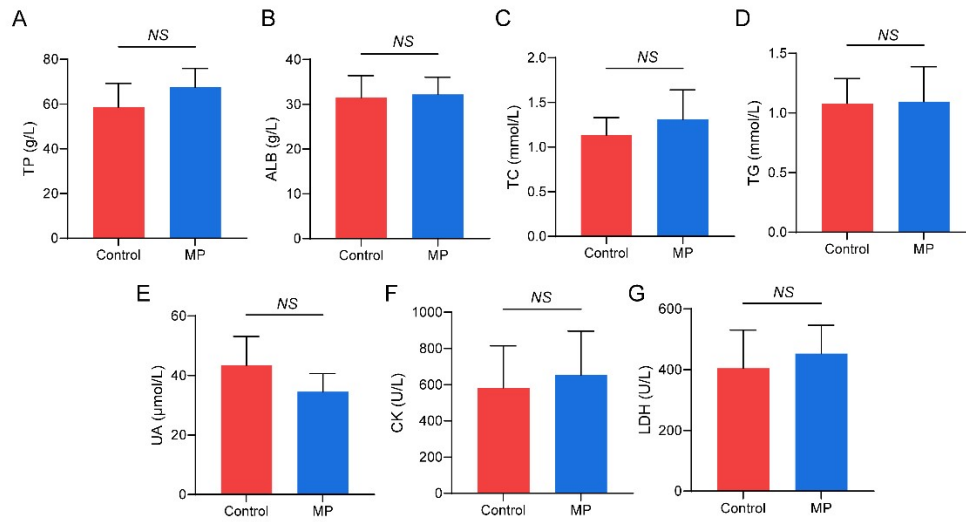 A
NS
TP (g/L)
80
60
40
20
0
Control
MP
B
NS
ALB (g/L)
40
30
20
10
0
Control
MP
C
NS
TC (mmol/L)
2.0
1.5
1.0
0.5
0.0
Control
MP
D
NS
TG (mmol/L)
1.5
1.0
0.5
0.0
Control
MP
E
NS
UA (μmol/L)
60
40
20
0
Control
MP
F
NS
CK (U/L)
1000
800
600
400
200
0
Control
MP
G
NS
LDH (U/L)
600
400
200
0
Control
MP